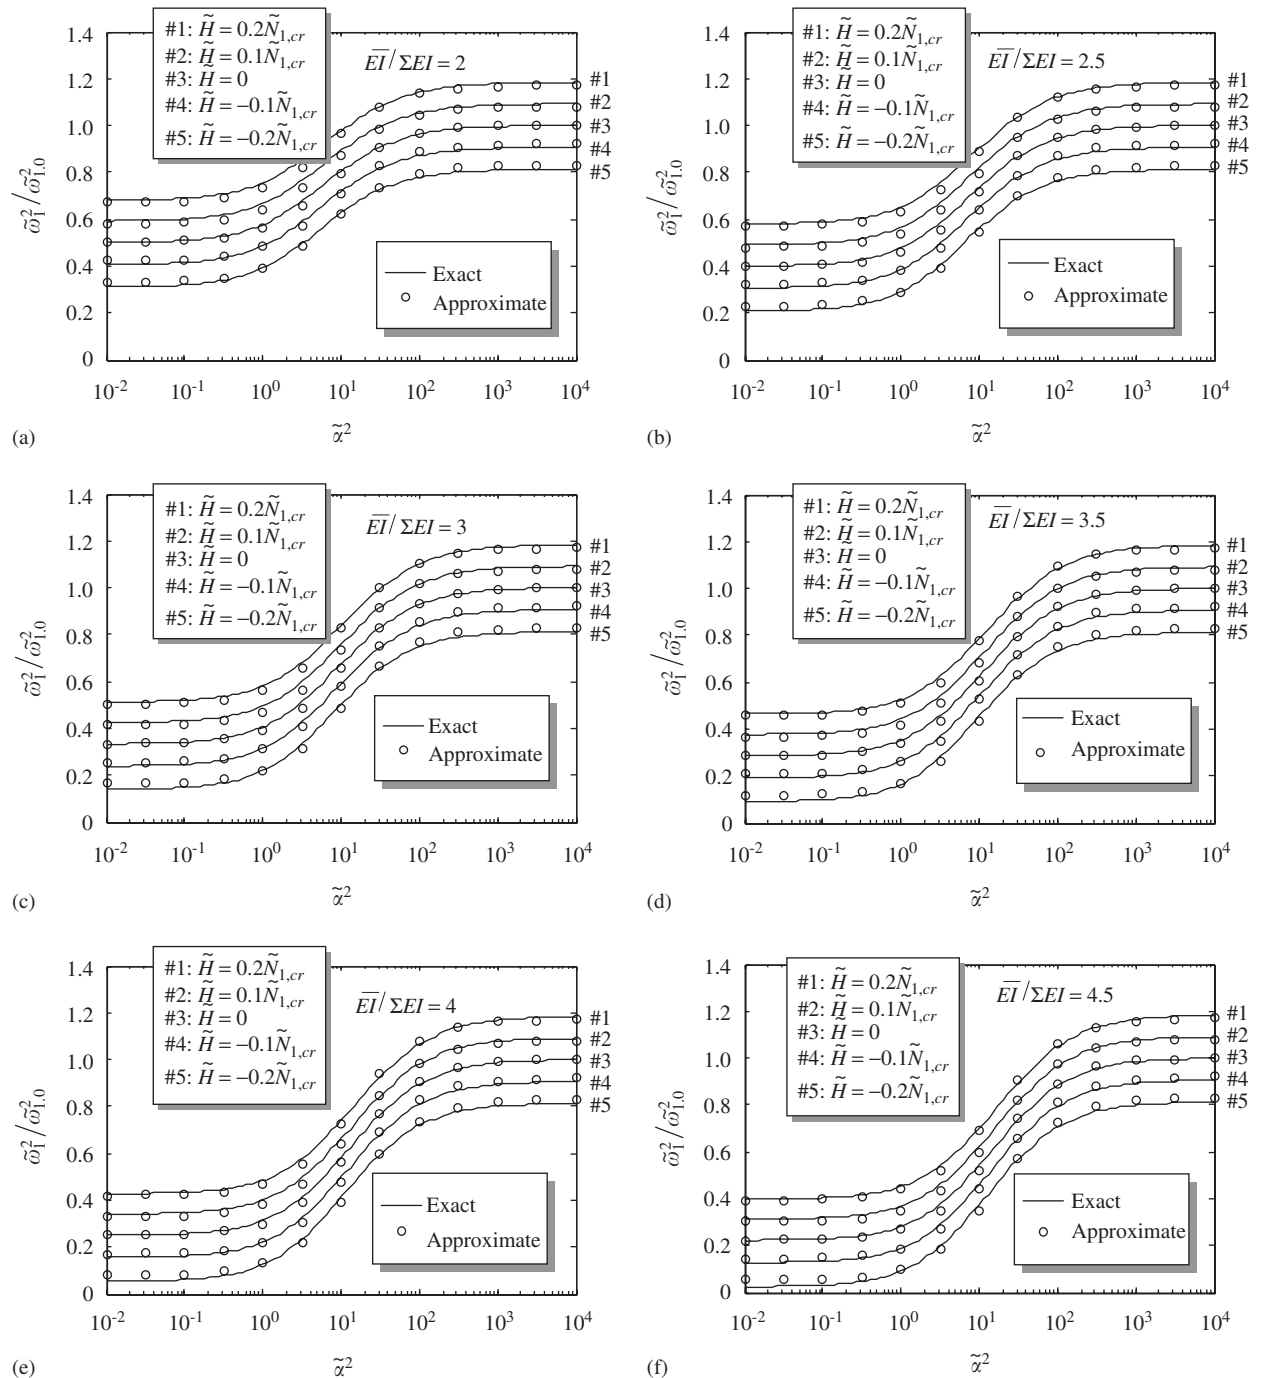 #1: H̃ = 0.2Ñ1,cr
#2: H̃ = 0.1Ñ1,cr
#3: H̃ = 0
#4: H̃ = −0.1Ñ1,cr
#5: H̃ = −0.2Ñ1,cr
E̅I̅/ΣEI = 2
1.4
1.2
1.0
0.8
0.6
0.4
0.2
0
ω̃₁²/ω̃₁.₀²
#1
#2
#3
#4
#5
Exact
Approximate
10⁻² 10⁻¹ 10⁰ 10¹ 10² 10³ 10⁴
(a)
α̃²
#1: H̃ = 0.2Ñ1,cr
#2: H̃ = 0.1Ñ1,cr
#3: H̃ = 0
#4: H̃ = −0.1Ñ1,cr
#5: H̃ = −0.2Ñ1,cr
E̅I̅/ΣEI = 2.5
1.4
1.2
1.0
0.8
0.6
0.4
0.2
0
ω̃₁²/ω̃₁.₀²
#1
#2
#3
#4
#5
Exact
Approximate
10⁻² 10⁻¹ 10⁰ 10¹ 10² 10³ 10⁴
(b)
α̃²
#1: H̃ = 0.2Ñ1,cr
#2: H̃ = 0.1Ñ1,cr
#3: H̃ = 0
#4: H̃ = −0.1Ñ1,cr
#5: H̃ = −0.2Ñ1,cr
E̅I̅/ΣEI = 3
1.4
1.2
1.0
0.8
0.6
0.4
0.2
0
ω̃₁²/ω̃₁.₀²
#1
#2
#3
#4
#5
Exact
Approximate
10⁻² 10⁻¹ 10⁰ 10¹ 10² 10³ 10⁴
(c)
α̃²
#1: H̃ = 0.2Ñ1,cr
#2: H̃ = 0.1Ñ1,cr
#3: H̃ = 0
#4: H̃ = −0.1Ñ1,cr
#5: H̃ = −0.2Ñ1,cr
E̅I̅/ΣEI = 3.5
1.4
1.2
1.0
0.8
0.6
0.4
0.2
0
ω̃₁²/ω̃₁.₀²
#1
#2
#3
#4
#5
Exact
Approximate
10⁻² 10⁻¹ 10⁰ 10¹ 10² 10³ 10⁴
(d)
α̃²
#1: H̃ = 0.2Ñ1,cr
#2: H̃ = 0.1Ñ1,cr
#3: H̃ = 0
#4: H̃ = −0.1Ñ1,cr
#5: H̃ = −0.2Ñ1,cr
E̅I̅/ΣEI = 4
1.4
1.2
1.0
0.8
0.6
0.4
0.2
0
ω̃₁²/ω̃₁.₀²
#1
#2
#3
#4
#5
Exact
Approximate
10⁻² 10⁻¹ 10⁰ 10¹ 10² 10³ 10⁴
(e)
α̃²
#1: H̃ = 0.2Ñ1,cr
#2: H̃ = 0.1Ñ1,cr
#3: H̃ = 0
#4: H̃ = −0.1Ñ1,cr
#5: H̃ = −0.2Ñ1,cr
E̅I̅/ΣEI = 4.5
1.4
1.2
1.0
0.8
0.6
0.4
0.2
0
ω̃₁²/ω̃₁.₀²
#1
#2
#3
#4
#5
Exact
Approximate
10⁻² 10⁻¹ 10⁰ 10¹ 10² 10³ 10⁴
(f)
α̃²